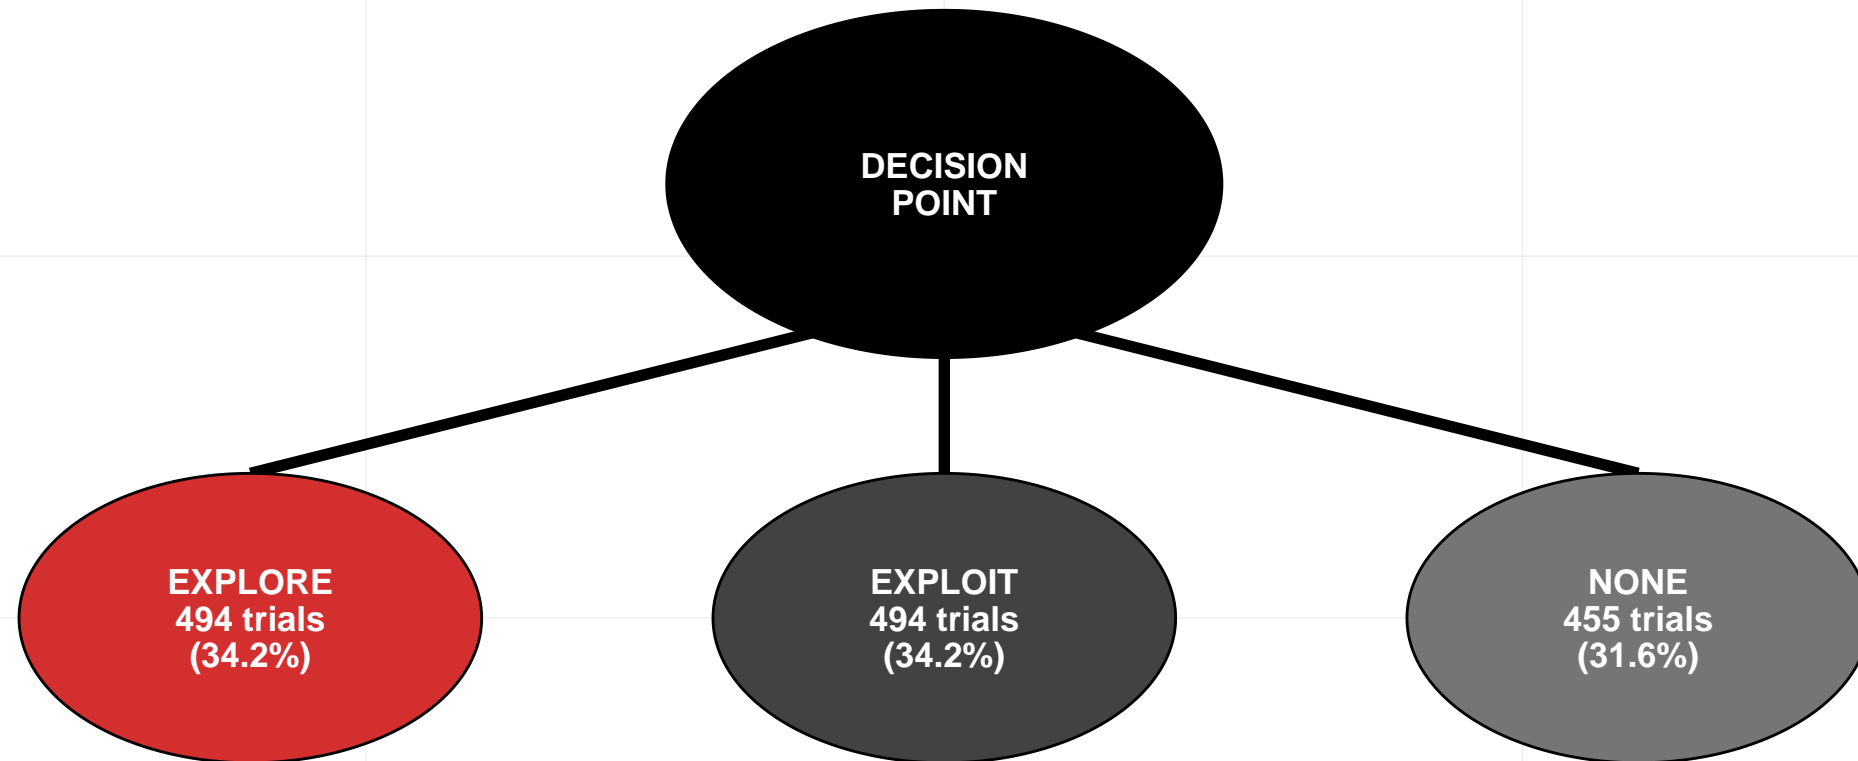 DECISION
POINT
EXPLORE
494 trials
(34.2%)
EXPLOIT
494 trials
(34.2%)
NONE
455 trials
(31.6%)